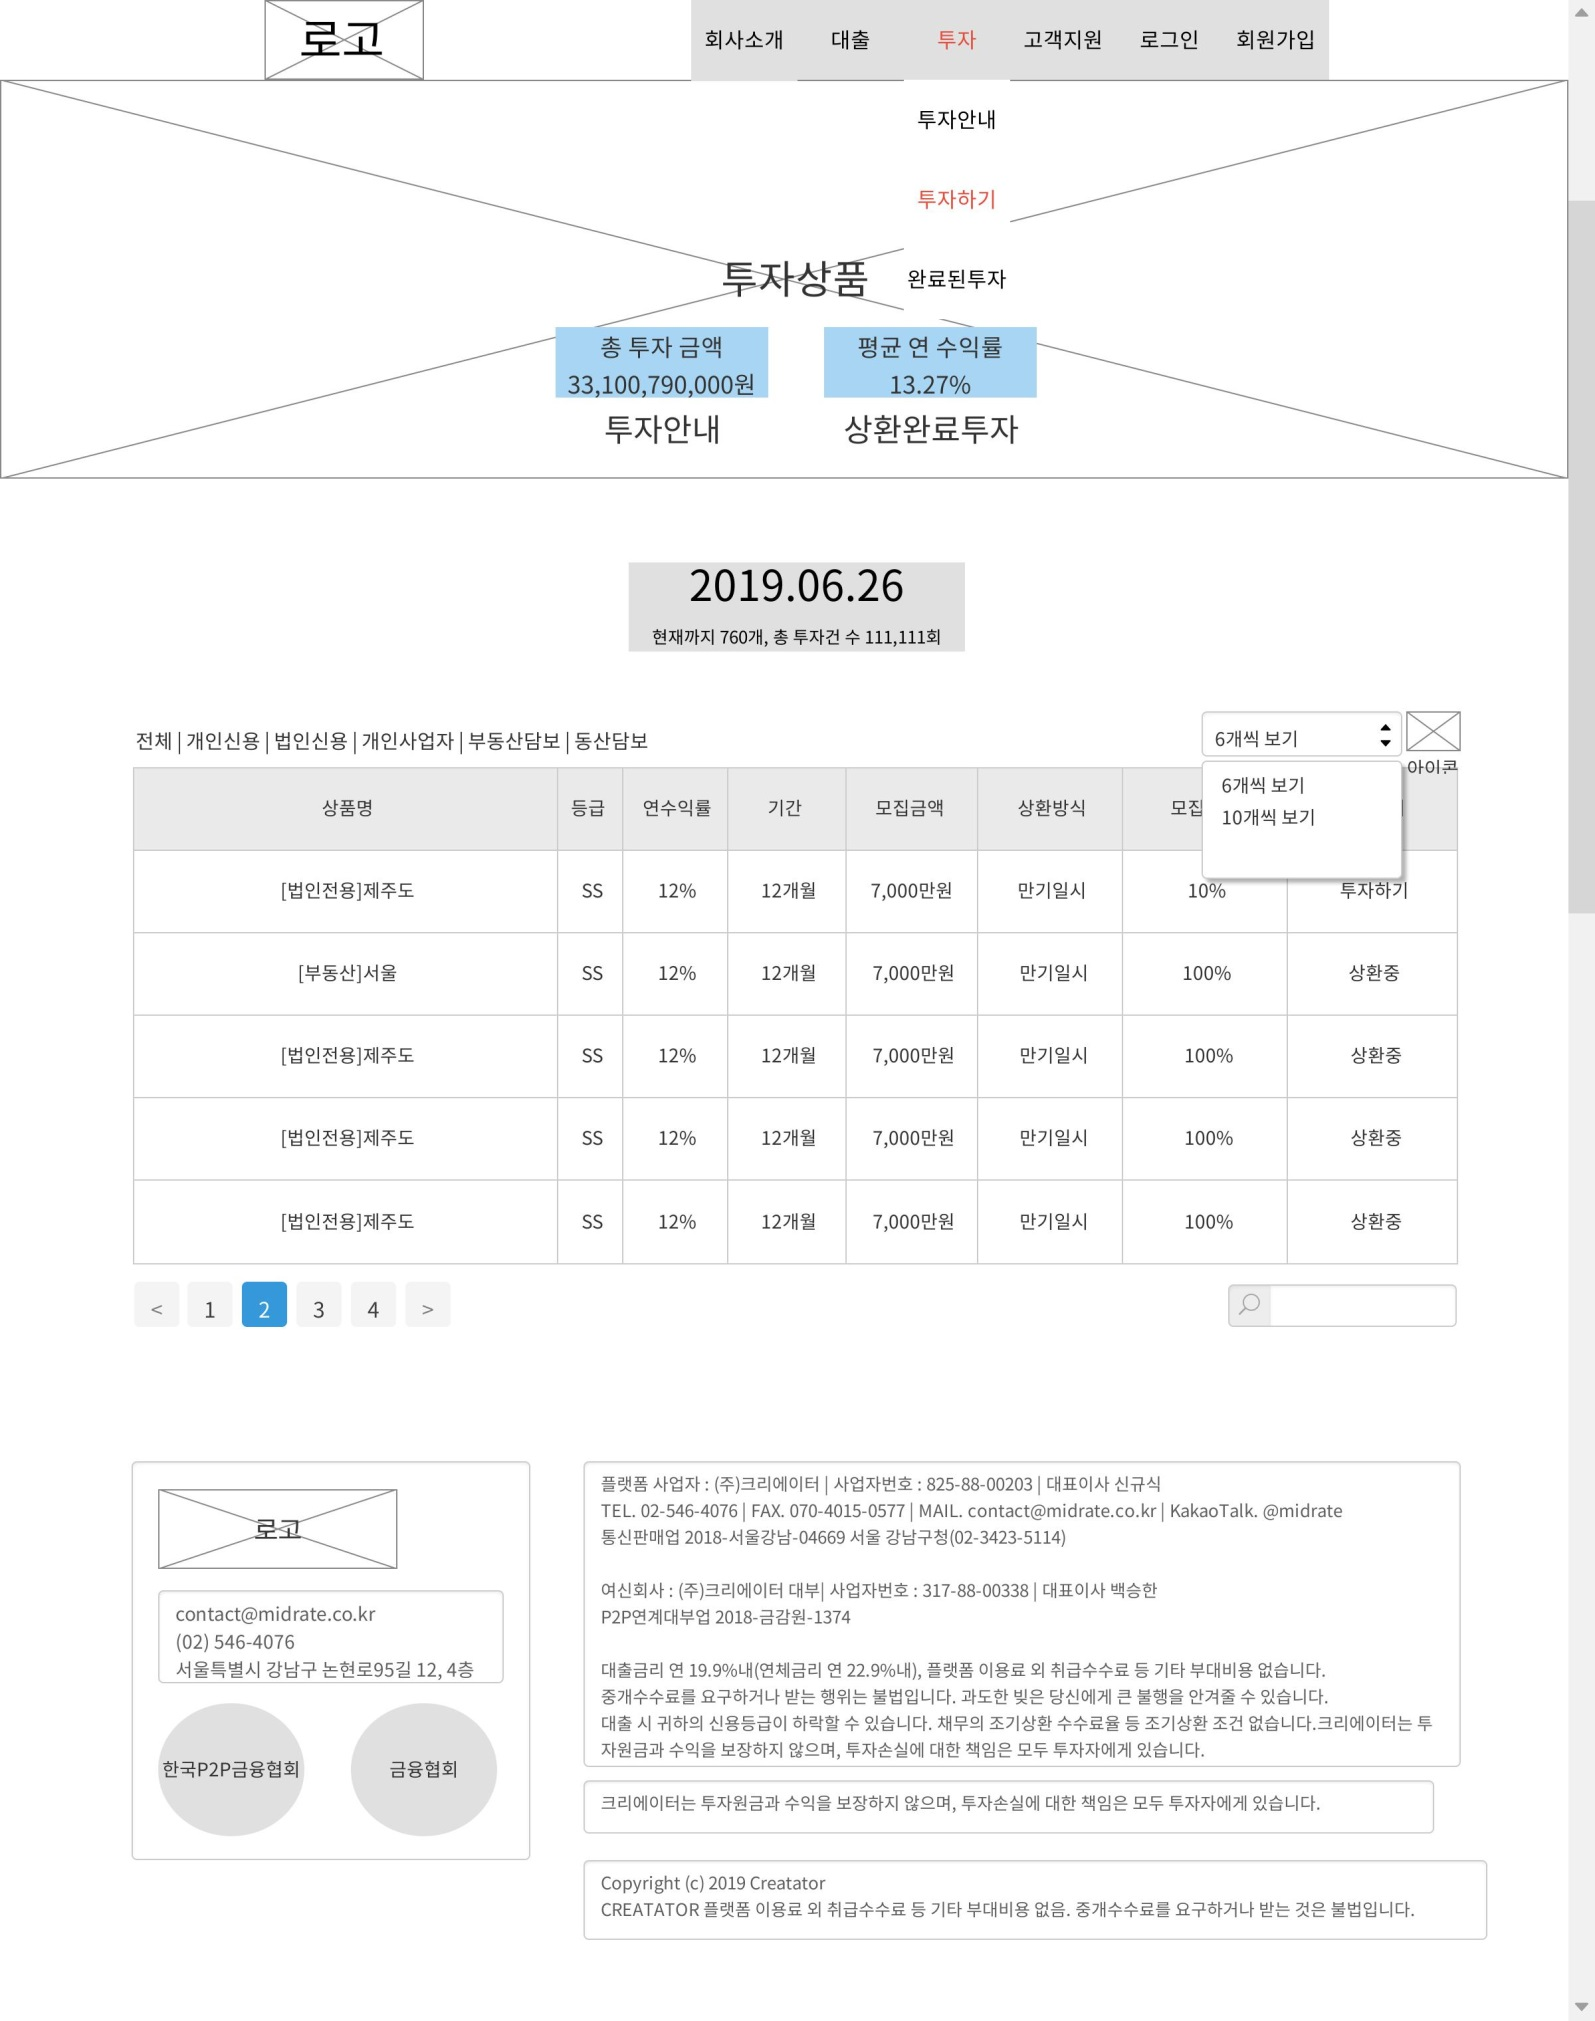 로고
회사소개 대출 투자 고객지원 로그인 회원가입
투자안내
투자하기
완료된투자
투자상품
총 투자 금액
33,100,790,000원
평균 연 수익률
13.27%
투자안내 상환완료투자
2019.06.26
현재까지 760개, 총 투자건 수 111,111회
전체 | 개인신용 | 법인신용 | 개인사업자 | 부동산담보 | 동산담보
6개씩 보기
아이콘
6개씩 보기
10개씩 보기
상품명 등급 연수익률 기간 모집금액 상환방식 모집
[법인전용]제주도 SS 12% 12개월 7,000만원 만기일시 10% 투자하기
[부동산]서울 SS 12% 12개월 7,000만원 만기일시 100% 상환중
[법인전용]제주도 SS 12% 12개월 7,000만원 만기일시 100% 상환중
[법인전용]제주도 SS 12% 12개월 7,000만원 만기일시 100% 상환중
[법인전용]제주도 SS 12% 12개월 7,000만원 만기일시 100% 상환중
< 1 2 3 4 >
로고
contact@midrate.co.kr
(02) 546-4076
서울특별시 강남구 논현로95길 12, 4층
한국P2P금융협회 금융협회
플랫폼 사업자 : (주)크리에이터 | 사업자번호 : 825-88-00203 | 대표이사 신규식
TEL. 02-546-4076 | FAX. 070-4015-0577 | MAIL. contact@midrate.co.kr | KakaoTalk. @midrate
통신판매업 2018-서울강남-04669 서울 강남구청(02-3423-5114)
여신회사 : (주)크리에이터 대부| 사업자번호 : 317-88-00338 | 대표이사 백승한
P2P연계대부업 2018-금감원-1374
대출금리 연 19.9%내(연체금리 연 22.9%내), 플랫폼 이용료 외 취급수수료 등 기타 부대비용 없습니다.
중개수수료를 요구하거나 받는 행위는 불법입니다. 과도한 빚은 당신에게 큰 불행을 안겨줄 수 있습니다.
대출 시 귀하의 신용등급이 하락할 수 있습니다. 채무의 조기상환 수수료율 등 조기상환 조건 없습니다.크리에이터는 투
자원금과 수익을 보장하지 않으며, 투자손실에 대한 책임은 모두 투자자에게 있습니다.
크리에이터는 투자원금과 수익을 보장하지 않으며, 투자손실에 대한 책임은 모두 투자자에게 있습니다.
Copyright (c) 2019 Creatator
CREATATOR 플랫폼 이용료 외 취급수수료 등 기타 부대비용 없음. 중개수수료를 요구하거나 받는 것은 불법입니다.